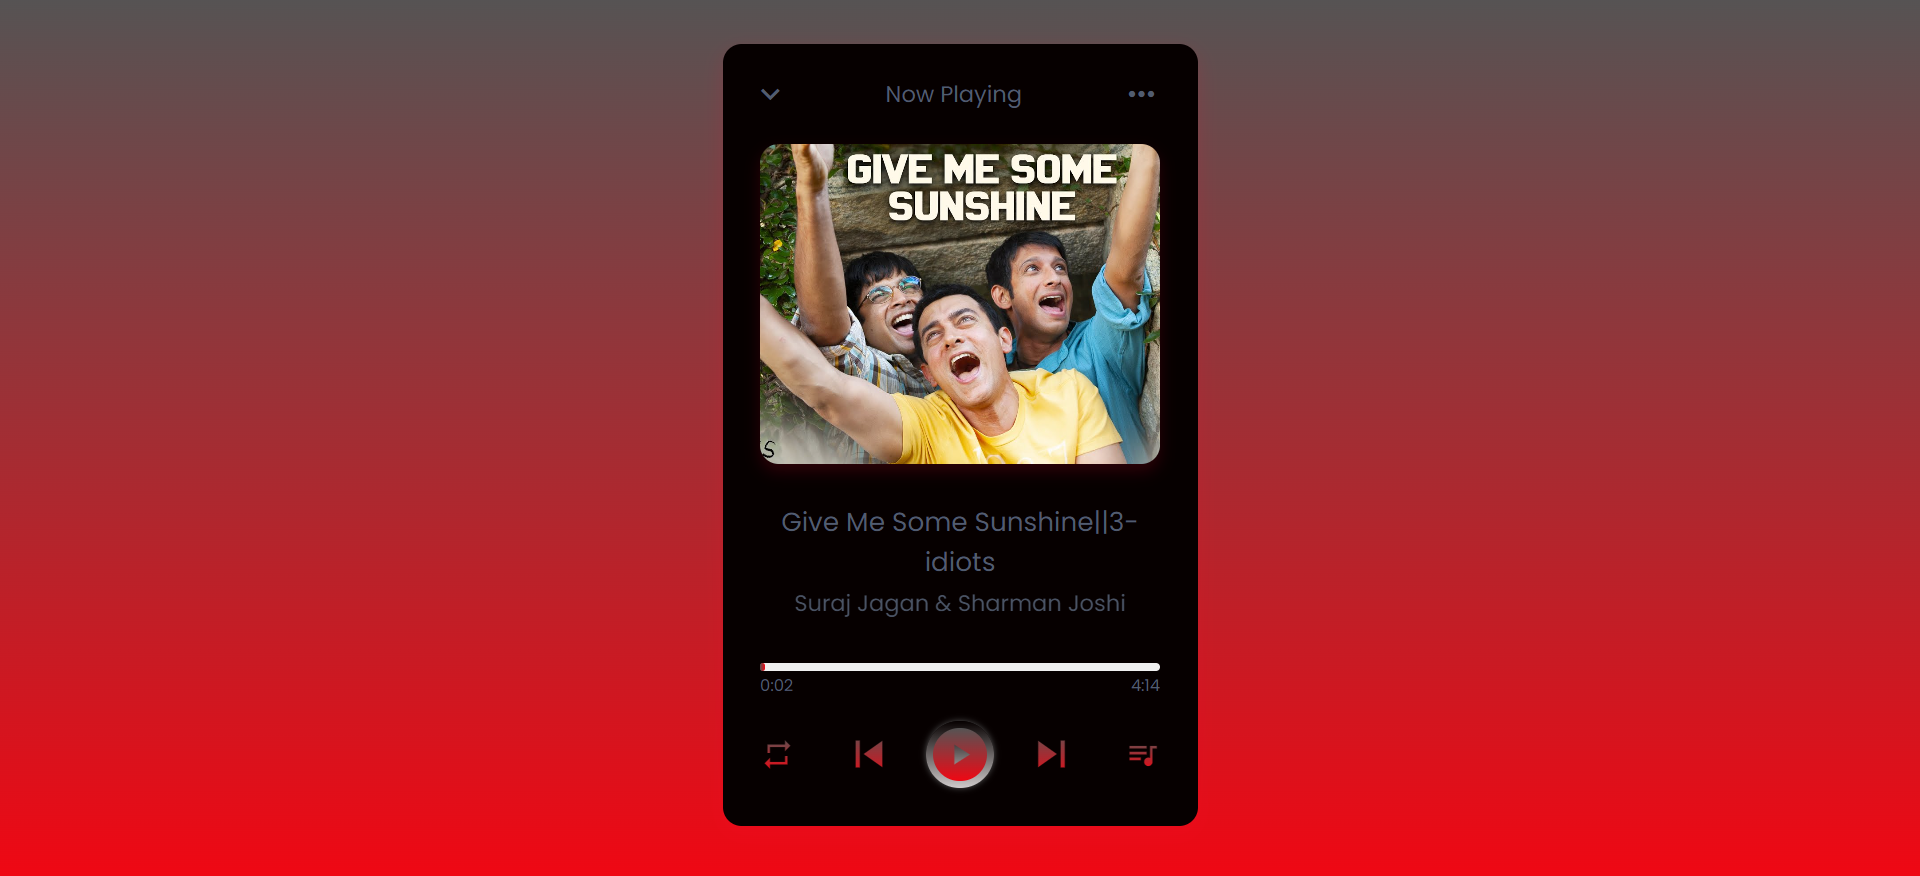 Now Playing
GIVE ME SOME
SUNSHINE
S
Give Me Some Sunshine||3-
idiots
Suraj Jagan & Sharman Joshi
0:02
4:14